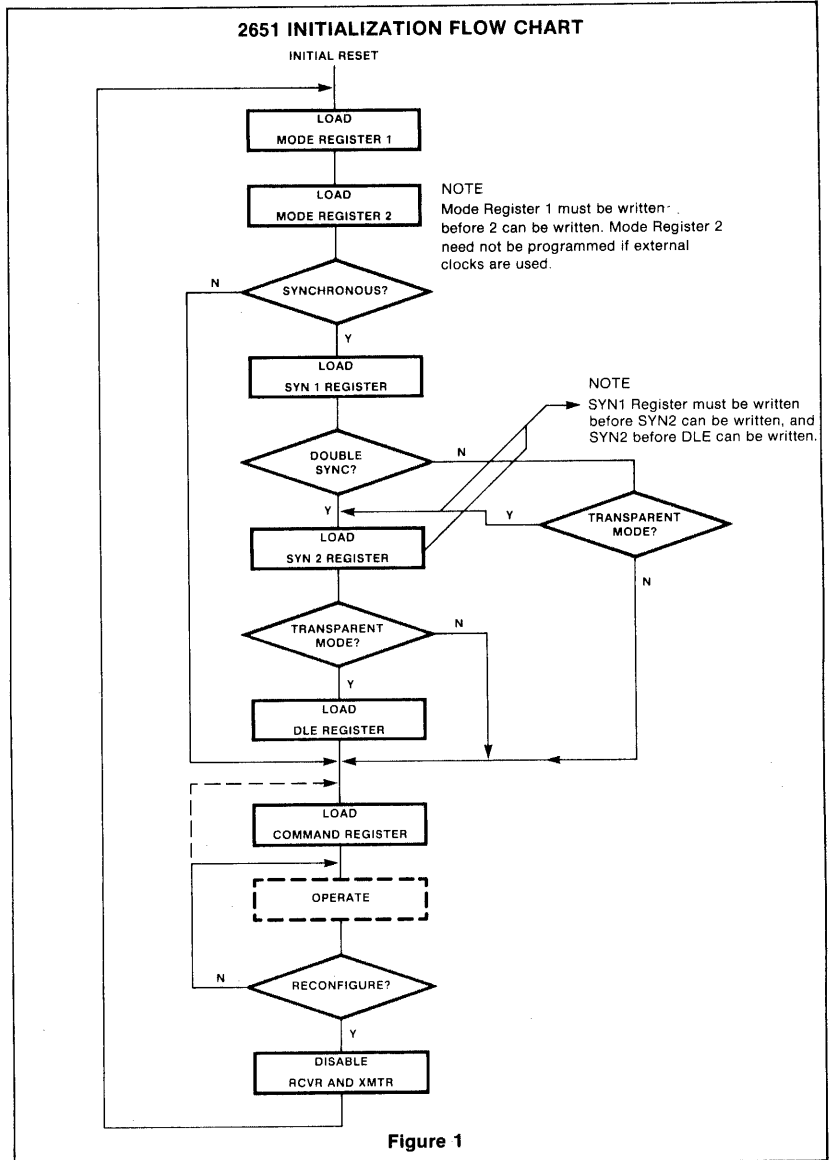 2651 INITIALIZATION FLOW CHART
INITIAL RESET
LOAD
MODE REGISTER 1
LOAD
MODE REGISTER 2
NOTE
Mode Register 1 must be written
before 2 can be written. Mode Register 2
need not be programmed if external
clocks are used.
N
SYNCHRONOUS?
Y
LOAD
SYN 1 REGISTER
NOTE
SYN1 Register must be written
before SYN2 can be written, and
SYN2 before DLE can be written.
DOUBLE
SYNC?
N
Y
LOAD
SYN 2 REGISTER
Y
TRANSPARENT
MODE?
N
TRANSPARENT
MODE?
N
Y
LOAD
DLE REGISTER
LOAD
COMMAND REGISTER
OPERATE
N
RECONFIGURE?
Y
DISABLE
RCVR AND XMTR
Figure 1